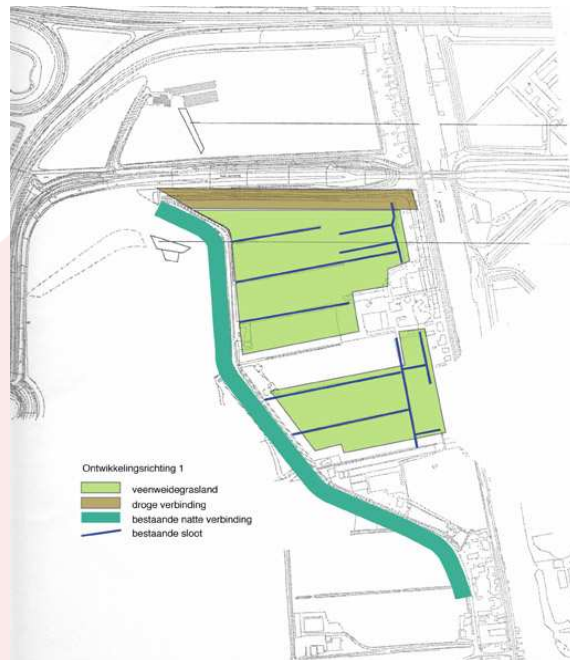 Ontwikkelingsrichting 1
veenweidegrasland
droge verbinding
bestaande natte verbinding
bestaande sloot